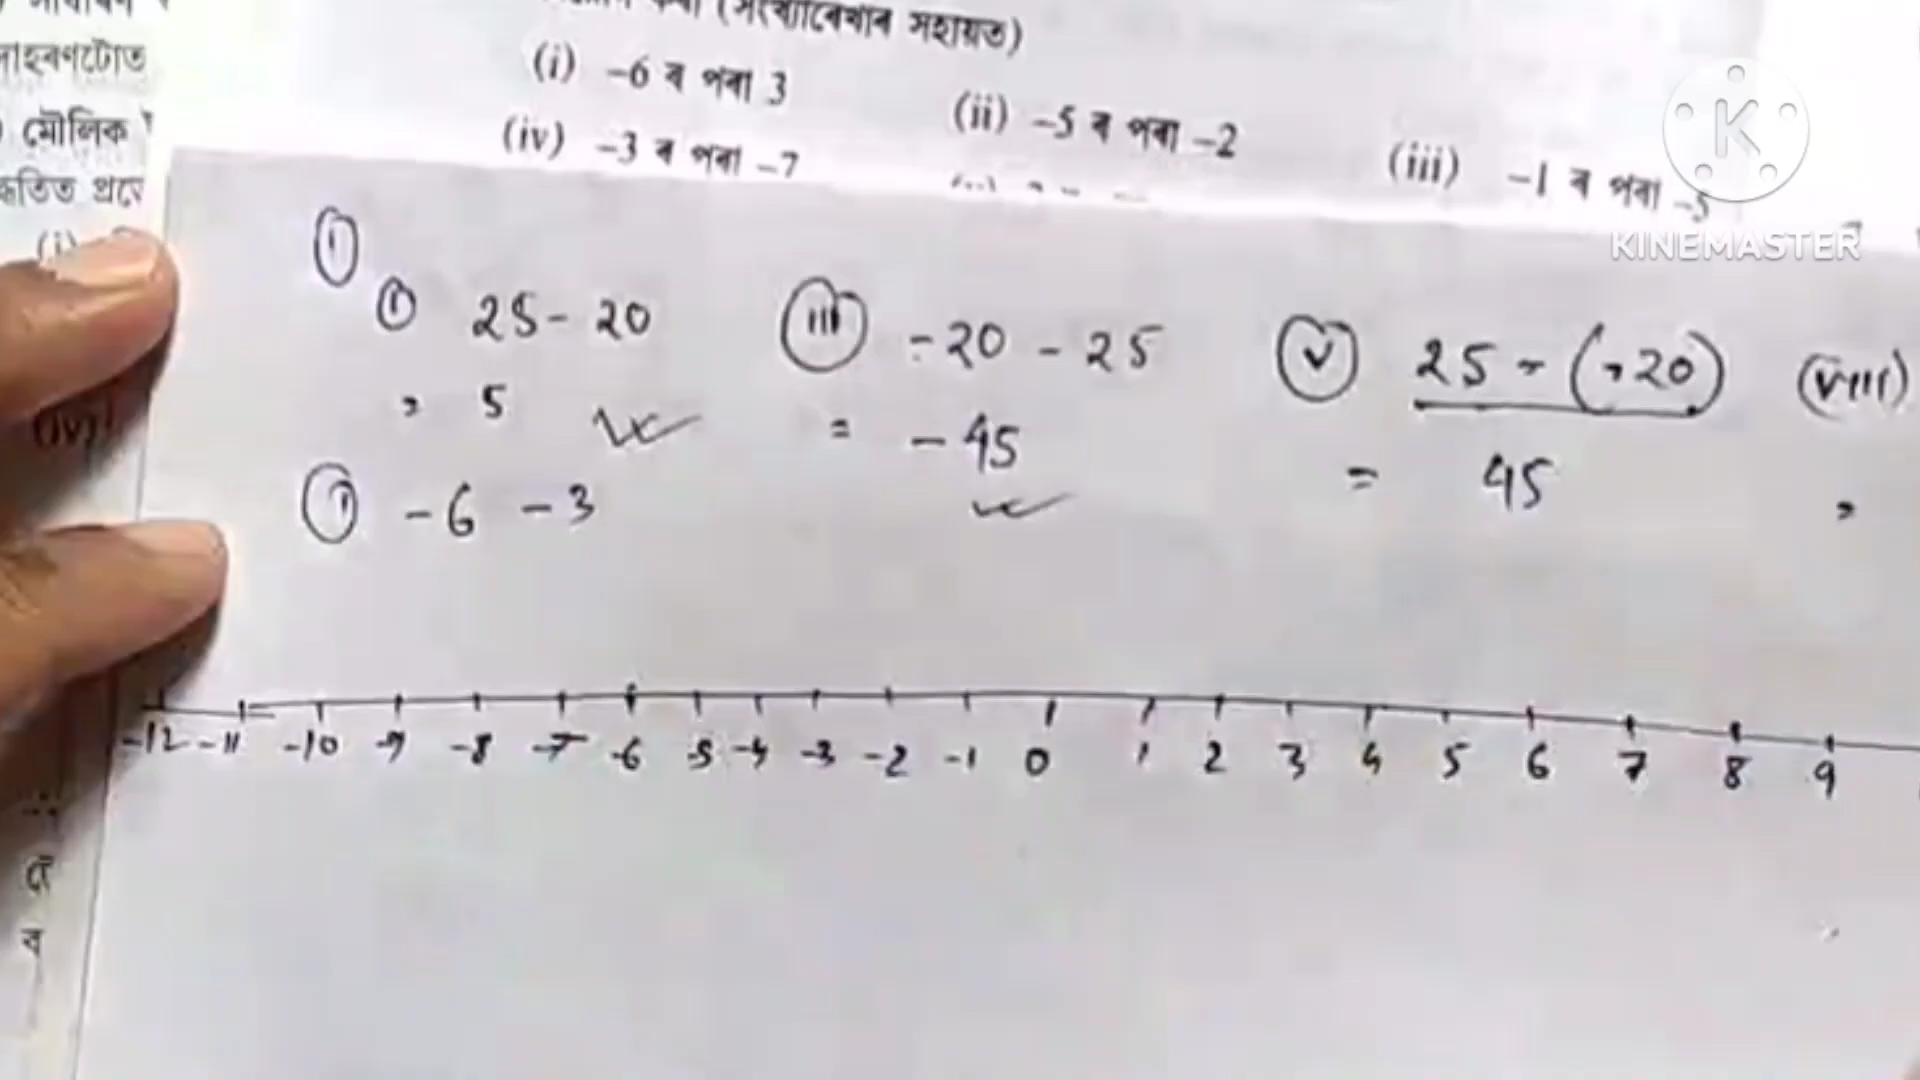 (সংখ্যাৰেখাৰ সহায়ত)
(i) -6 ৰ পৰা 3
(ii) -5 ৰ পৰা -2
(iii) -1 ৰ পৰা -5
(iv) -3 ৰ পৰা -7
মৌলিক
KINEMASTER
(i)
(iv)
i
i 25 - 20
= 5
iii -20 - 25
= -45
v 25 - (-20)
= 45
(viii)
i -6 -3
-12 -11 -10 -9 -8 -7 -6 -5 -4 -3 -2 -1 0 1 2 3 4 5 6 7 8 9